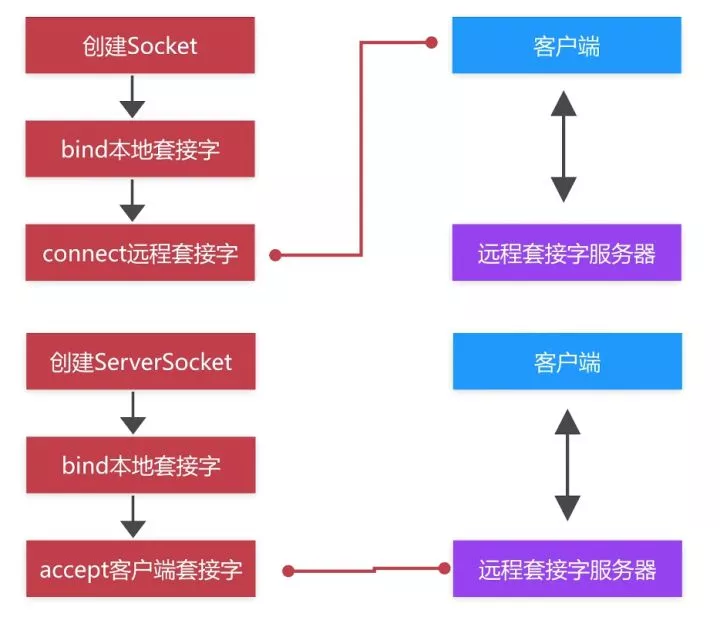 创建Socket
客户端
bind本地套接字
connect远程套接字
远程套接字服务器
创建ServerSocket
客户端
bind本地套接字
accept客户端套接字
远程套接字服务器